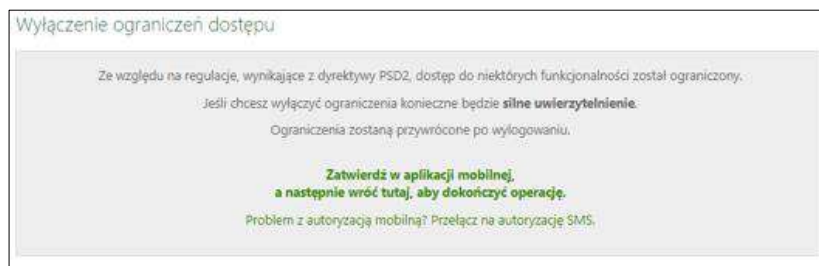 Wyłączenie ograniczeń dostępu
Ze względu na regulacje, wynikające z dyrektywy PSD2, dostęp do niektórych funkcjonalności został ograniczony.
Jeśli chcesz wyłączyć ograniczenia konieczne będzie silne uwierzytelnienie.
Ograniczenia zostaną przywrócone po wylogowaniu.
Zatwierdź w aplikacji mobilnej,
a następnie wróć tutaj, aby dokończyć operację.
Problem z autoryzacją mobilną? Przełącz na autoryzację SMS.